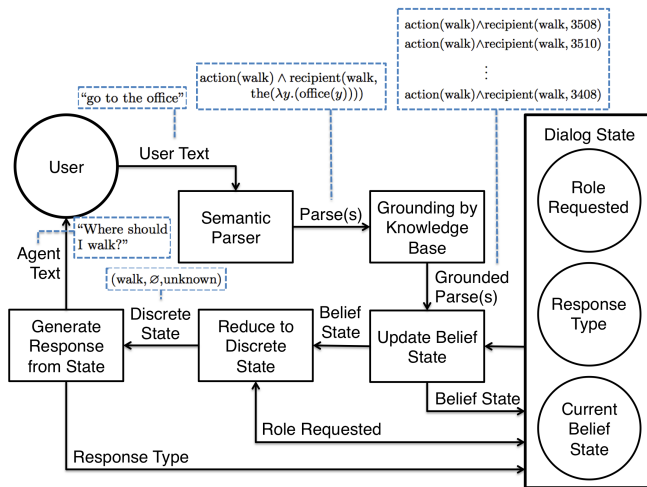 action(walk)∧recipient(walk, 3508)
action(walk)∧recipient(walk, 3510)
⋮
action(walk)∧recipient(walk, 3408)
action(walk) ∧ recipient(walk,
the(λy.(office(y))))
“go to the office”
Dialog State
User
User Text
Role
Requested
Semantic
Parser
Parse(s)
Grounding by
Knowledge
Base
“Where should
I walk?”
Agent
Text
(walk, ∅,unknown)
Grounded
Parse(s)
Response
Type
Generate
Response
from State
Discrete
State
Reduce to
Discrete
State
Belief
State
Update Belief
State
Belief State
Current
Belief
State
Role Requested
Response Type